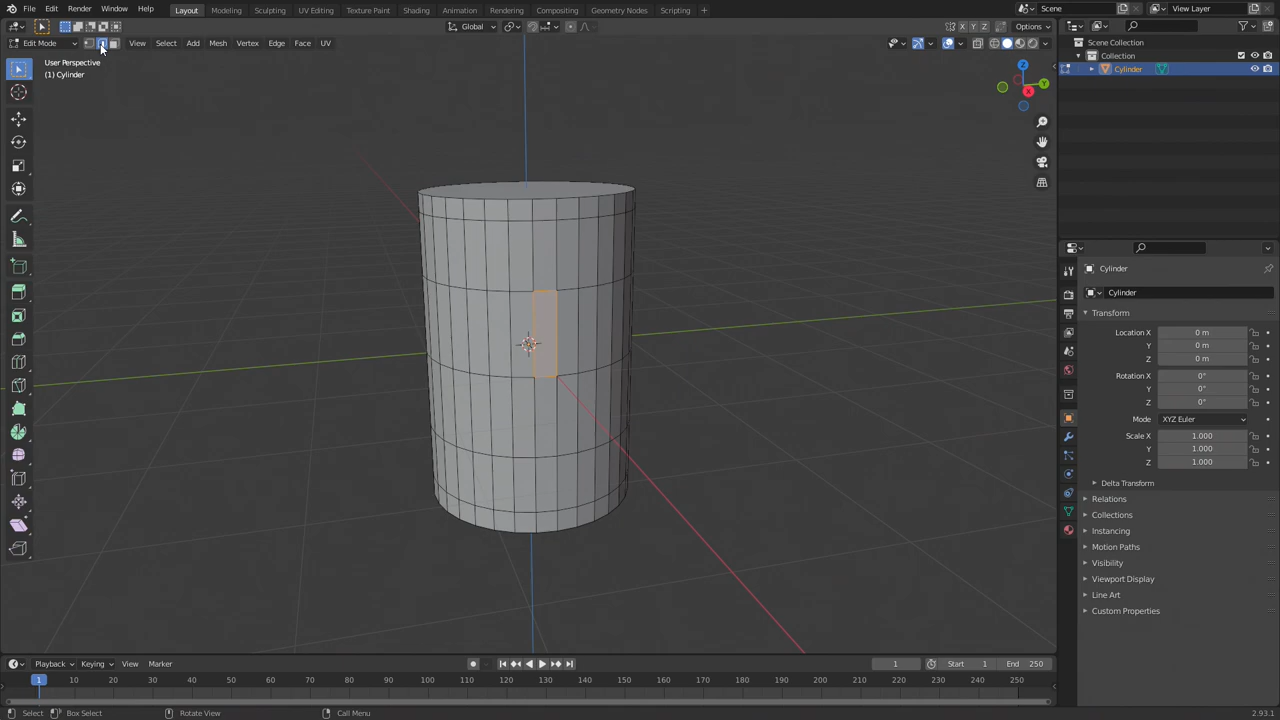 File Edit Render Window Help Layout Modeling Sculpting UV Editing Texture Paint Shading Animation Rendering Compositing Geometry Nodes Scripting + Scene View Layer
Global Options
X Y Z
Edit Mode View Select Add Mesh Vertex Edge Face UV
User Perspective
(1) Cylinder
Z
Y
X
Scene Collection
Collection
Cylinder
Cylinder
Cylinder
Transform
Location X 0 m
Y 0 m
Z 0 m
Rotation X 0°
Y 0°
Z 0°
Mode XYZ Euler
Scale X 1.000
Y 1.000
Z 1.000
Delta Transform
Relations
Collections
Instancing
Motion Paths
Visibility
Viewport Display
Line Art
Custom Properties
Playback Keying View Marker 1 Start 1 End 250
1 10 20 30 40 50 60 70 80 90 100 110 120 130 140 150 160 170 180 190 200 210 220 230 240 250
Select Box Select Rotate View Call Menu 2.93.1